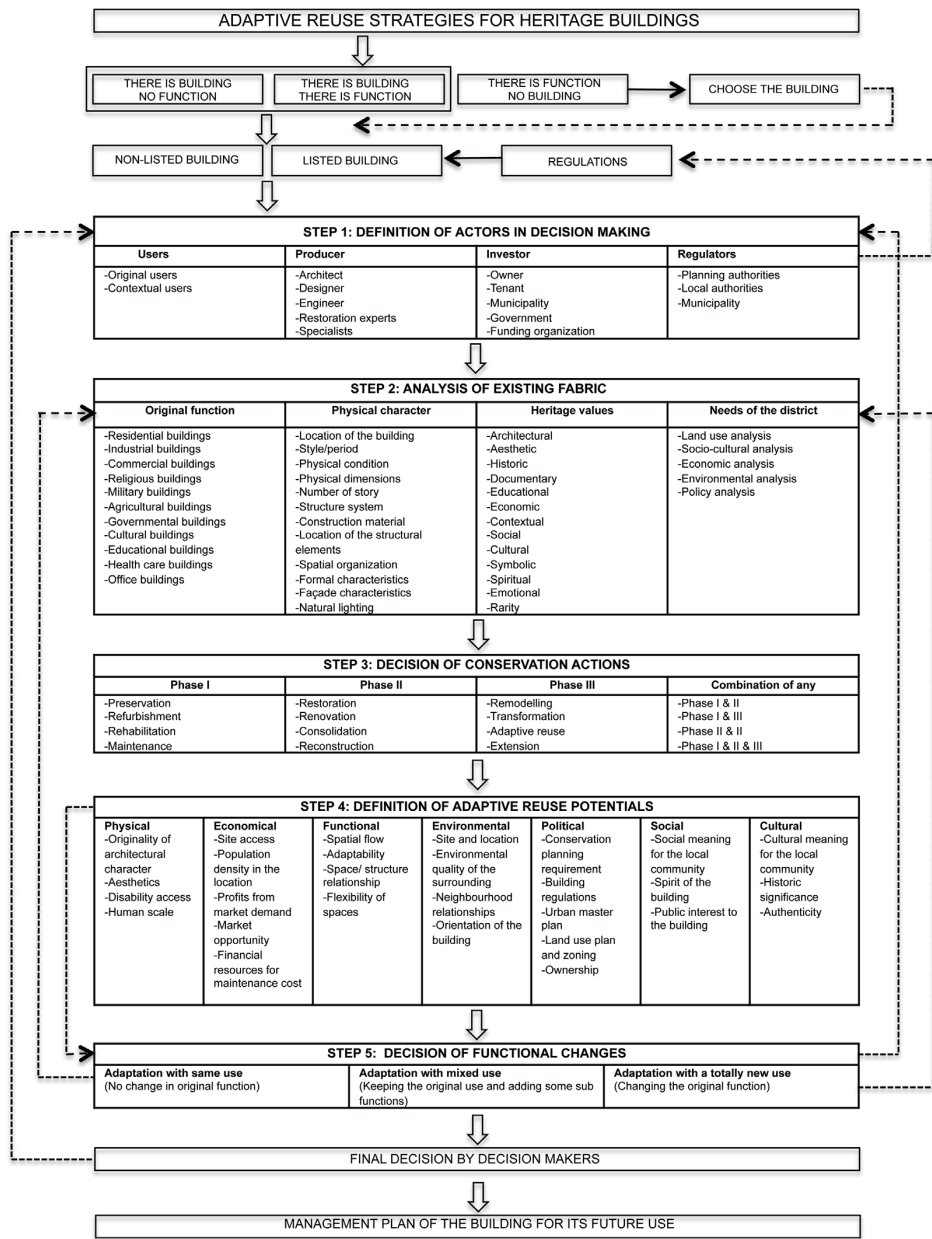 ADAPTIVE REUSE STRATEGIES FOR HERITAGE BUILDINGS
THERE IS BUILDING
NO FUNCTION
THERE IS BUILDING
THERE IS FUNCTION
THERE IS FUNCTION
NO BUILDING
CHOOSE THE BUILDING
NON-LISTED BUILDING
LISTED BUILDING
REGULATIONS
STEP 1: DEFINITION OF ACTORS IN DECISION MAKING
Users
-Original users
-Contextual users
Producer
-Architect
-Designer
-Engineer
-Restoration experts
-Specialists
Investor
-Owner
-Tenant
-Municipality
-Government
-Funding organization
Regulators
-Planning authorities
-Local authorities
-Municipality
STEP 2: ANALYSIS OF EXISTING FABRIC
Original function
-Residential buildings
-Industrial buildings
-Commercial buildings
-Religious buildings
-Military buildings
-Agricultural buildings
-Governmental buildings
-Cultural buildings
-Educational buildings
-Health care buildings
-Office buildings
Physical character
-Location of the building
-Style/period
-Physical condition
-Physical dimensions
-Number of story
-Structure system
-Construction material
-Location of the structural
elements
-Spatial organization
-Formal characteristics
-Façade characteristics
-Natural lighting
Heritage values
-Architectural
-Aesthetic
-Historic
-Documentary
-Educational
-Economic
-Contextual
-Social
-Cultural
-Symbolic
-Spiritual
-Emotional
-Rarity
Needs of the district
-Land use analysis
-Socio-cultural analysis
-Economic analysis
-Environmental analysis
-Policy analysis
STEP 3: DECISION OF CONSERVATION ACTIONS
Phase I
-Preservation
-Refurbishment
-Rehabilitation
-Maintenance
Phase II
-Restoration
-Renovation
-Consolidation
-Reconstruction
Phase III
-Remodelling
-Transformation
-Adaptive reuse
-Extension
Combination of any
-Phase I & II
-Phase I & III
-Phase II & II
-Phase I & II & III
STEP 4: DEFINITION OF ADAPTIVE REUSE POTENTIALS
Physical
-Originality of
architectural
character
-Aesthetics
-Disability access
-Human scale
Economical
-Site access
-Population
density in the
location
-Profits from
market demand
-Market
opportunity
-Financial
resources for
maintenance cost
Functional
-Spatial flow
-Adaptability
-Space/ structure
relationship
-Flexibility of
spaces
Environmental
-Site and location
-Environmental
quality of the
surrounding
-Neighbourhood
relationships
-Orientation of the
building
Political
-Conservation
planning
requirement
-Building
regulations
-Urban master
plan
-Land use plan
and zoning
-Ownership
Social
-Social meaning
for the local
community
-Spirit of the
building
-Public interest to
the building
Cultural
-Cultural meaning
for the local
community
-Historic
significance
-Authenticity
STEP 5: DECISION OF FUNCTIONAL CHANGES
Adaptation with same use
(No change in original function)
Adaptation with mixed use
(Keeping the original use and adding some sub
functions)
Adaptation with a totally new use
(Changing the original function)
FINAL DECISION BY DECISION MAKERS
MANAGEMENT PLAN OF THE BUILDING FOR ITS FUTURE USE